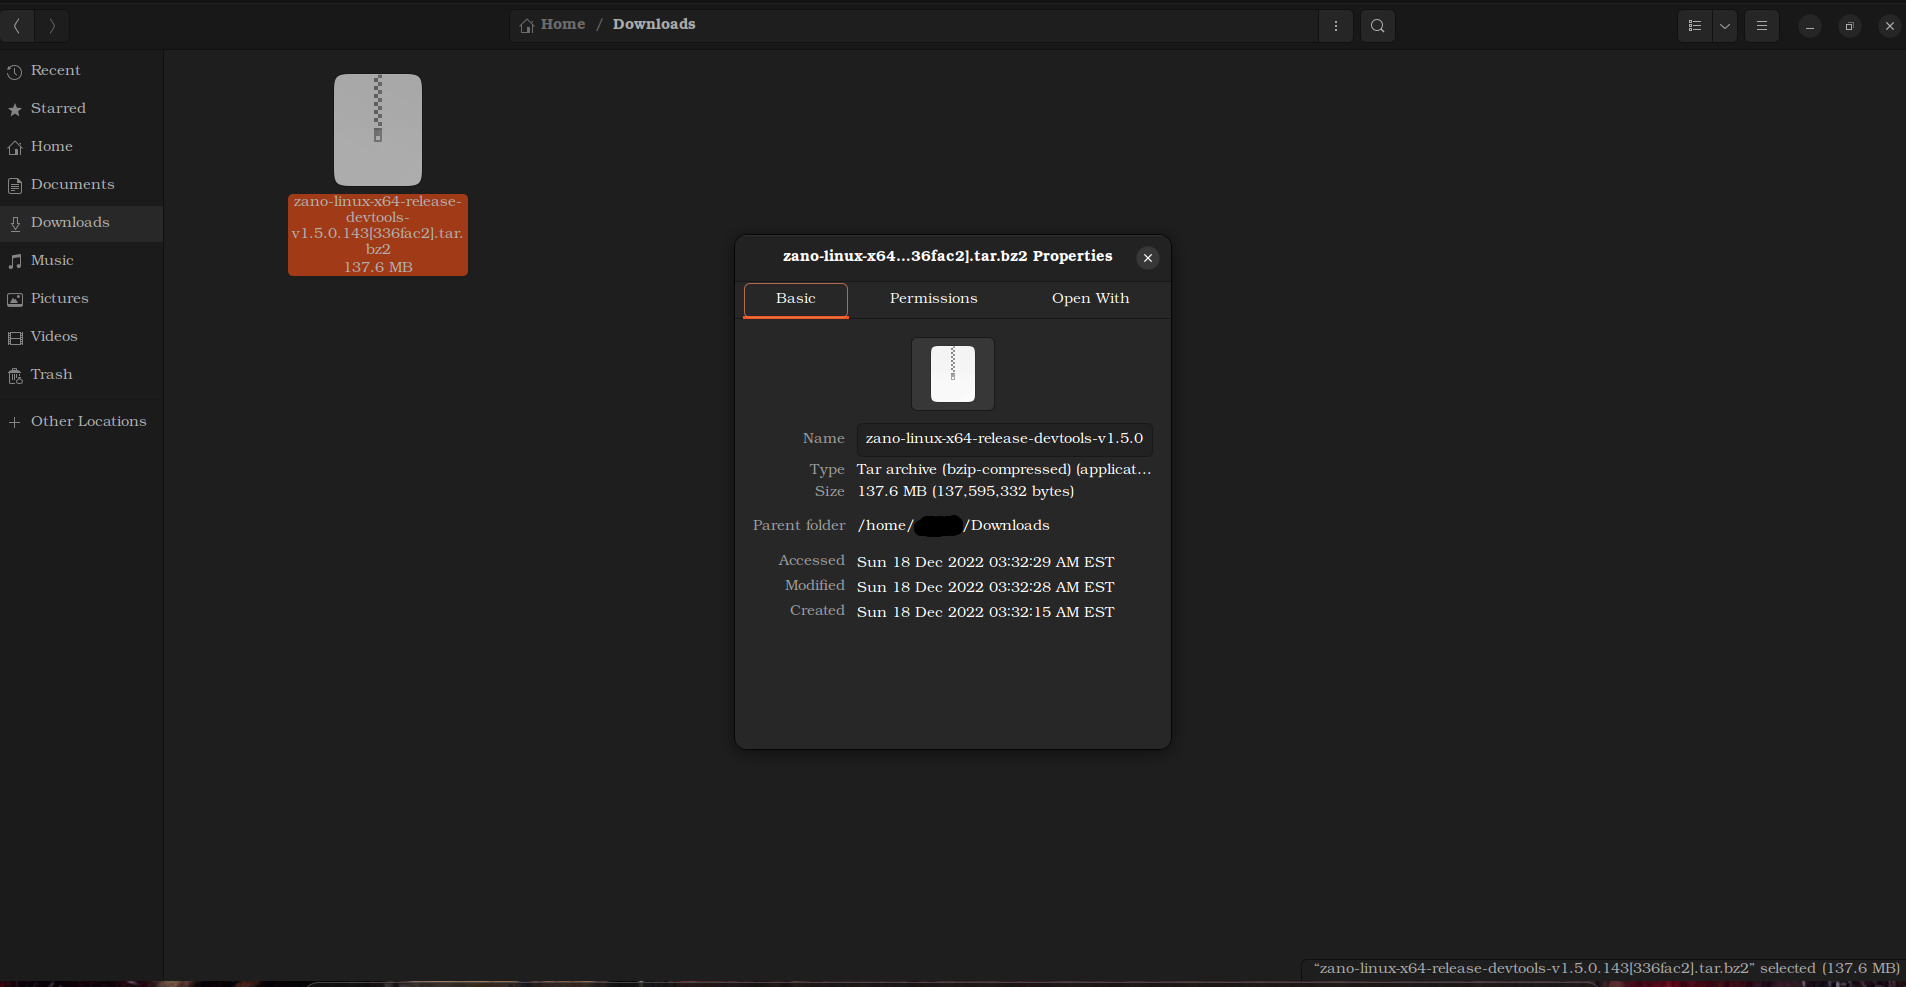 Home / Downloads
Recent
Starred
Home
Documents
Downloads
Music
Pictures
Videos
Trash
Other Locations
zano-linux-x64-release-
devtools-
v1.5.0.143[336fac2].tar.
bz2
137.6 MB
zano-linux-x64...36fac2].tar.bz2 Properties
Basic Permissions Open With
Name zano-linux-x64-release-devtools-v1.5.0
Type Tar archive (bzip-compressed) (applicat...
Size 137.6 MB (137,595,332 bytes)
Parent folder /home/ /Downloads
Accessed Sun 18 Dec 2022 03:32:29 AM EST
Modified Sun 18 Dec 2022 03:32:28 AM EST
Created Sun 18 Dec 2022 03:32:15 AM EST
“zano-linux-x64-release-devtools-v1.5.0.143[336fac2].tar.bz2” selected (137.6 MB)